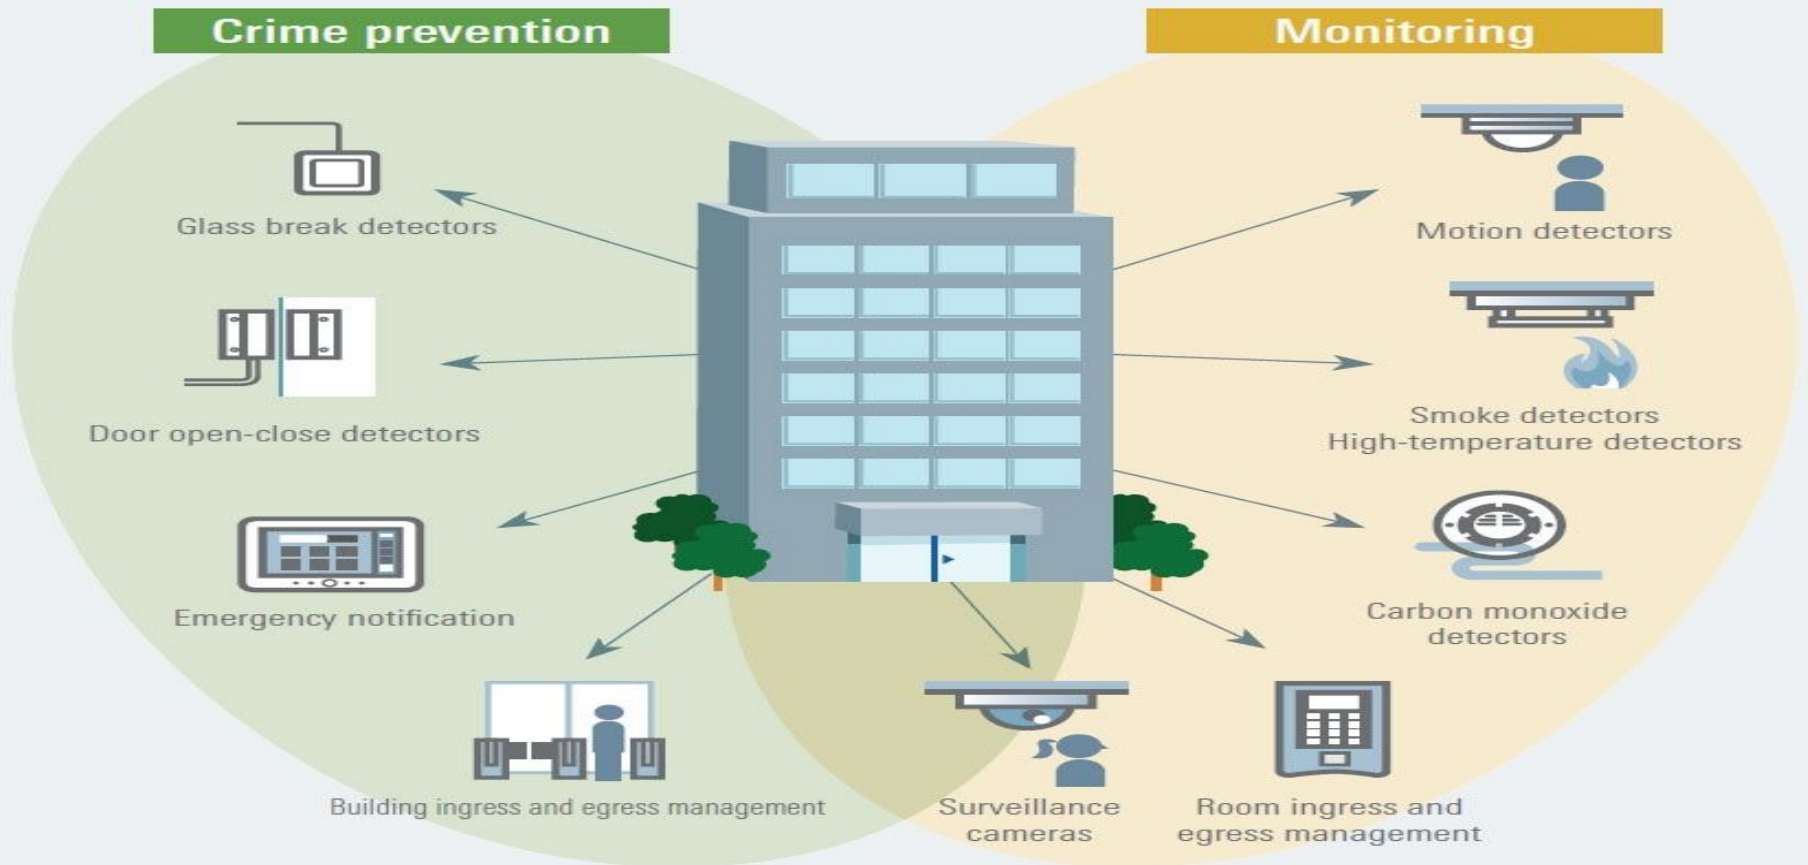 Crime prevention
Monitoring
Glass break detectors
Motion detectors
Door open-close detectors
Smoke detectors
High-temperature detectors
Emergency notification
Carbon monoxide
detectors
Building ingress and egress management
Surveillance
cameras
Room ingress and
egress management